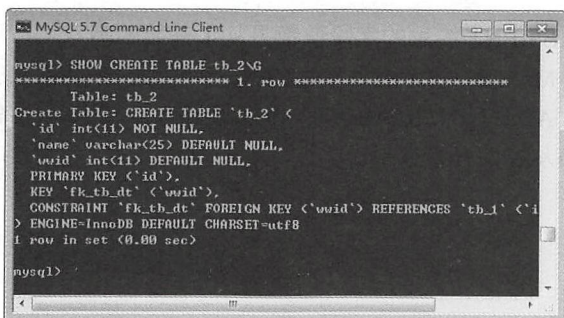 MySQL 5.7 Command Line Client
mysql> SHOW CREATE TABLE tb_2\G
*************************** 1. row ***************************
Table: tb_2
Create Table: CREATE TABLE `tb_2` (
`id` int(11) NOT NULL,
`name` varchar(25) DEFAULT NULL,
`wwid` int(11) DEFAULT NULL,
PRIMARY KEY (`id`),
KEY `fk_tb_dt` (`wwid`),
CONSTRAINT `fk_tb_dt` FOREIGN KEY (`wwid`) REFERENCES `tb_1` (`i
) ENGINE=InnoDB DEFAULT CHARSET=utf8
1 row in set (0.00 sec)
mysql>